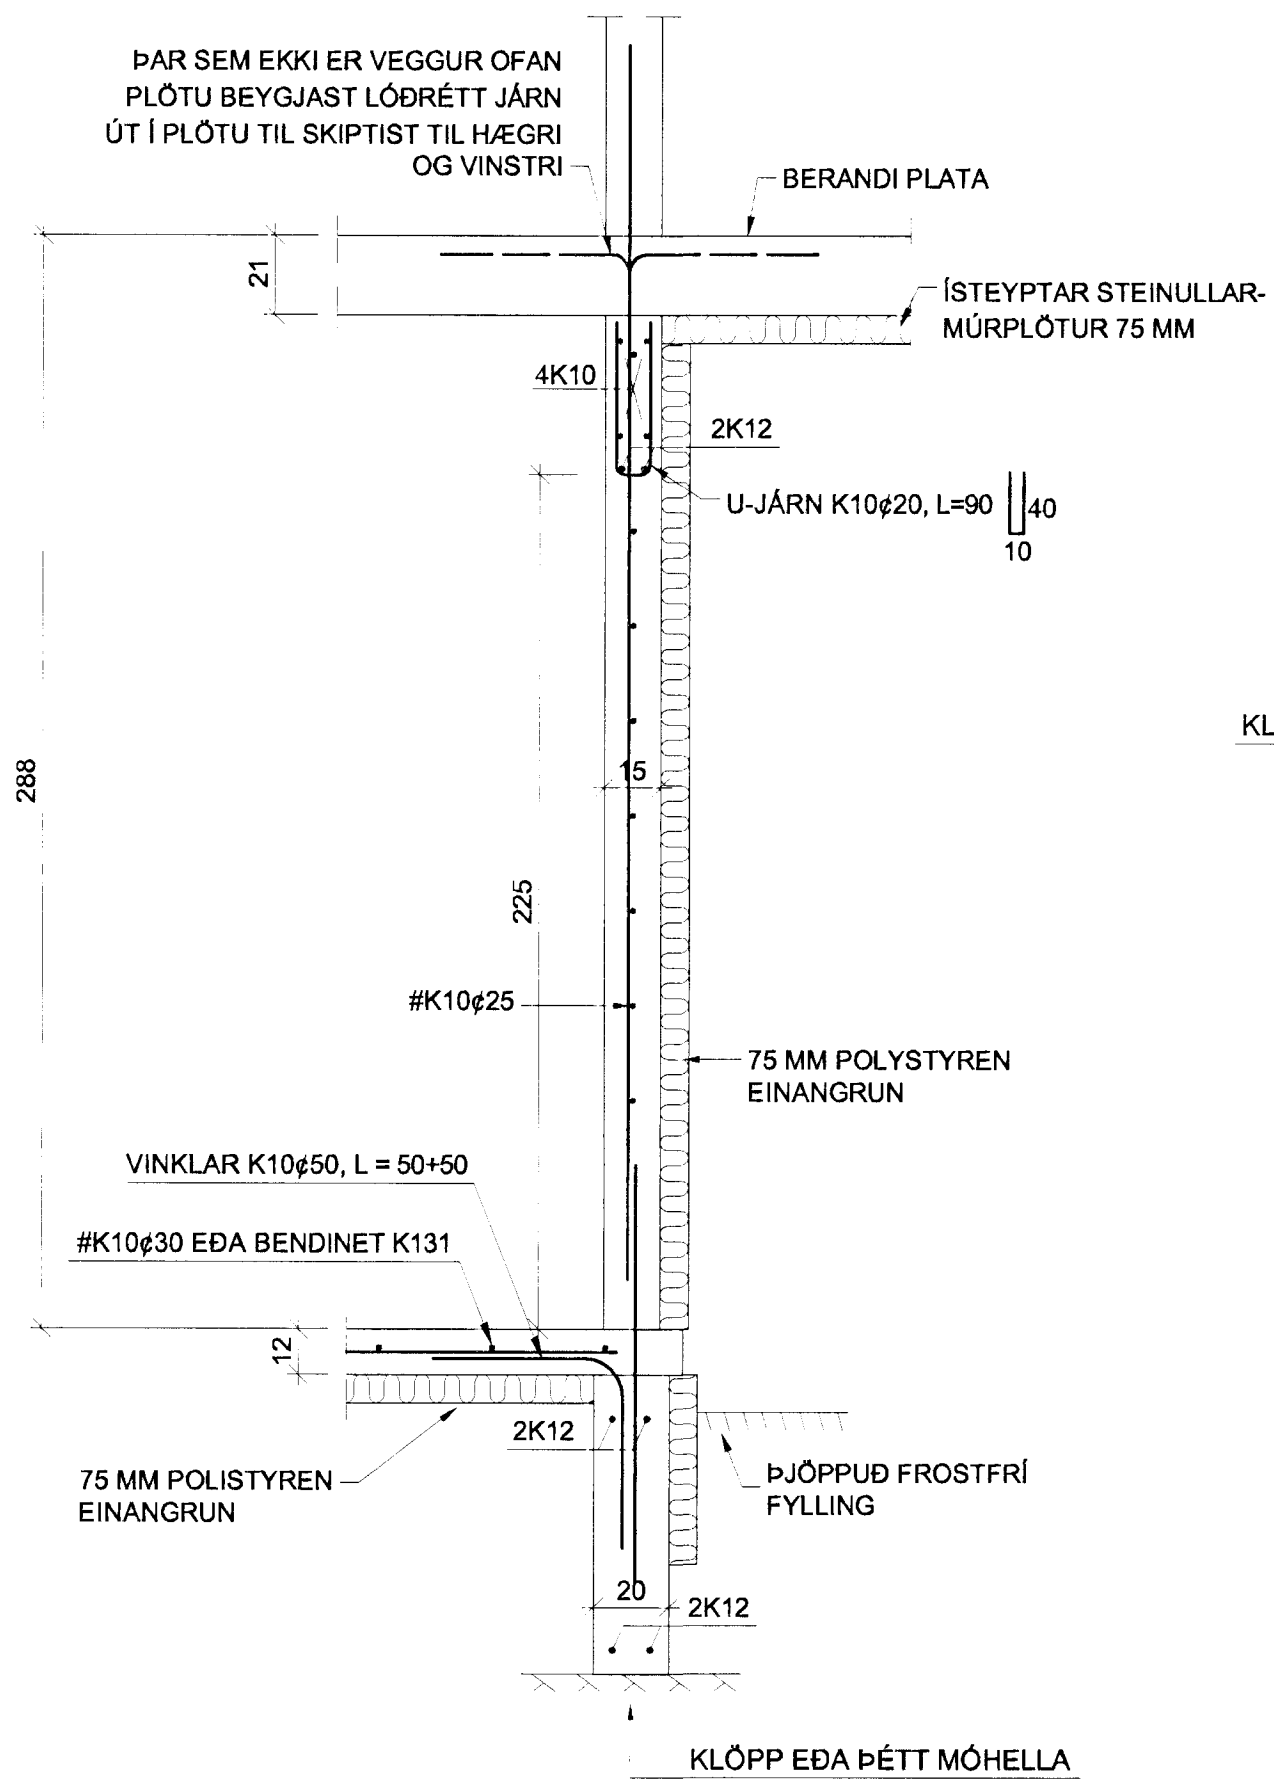 ÞAR SEM EKKI ER VEGGUR OFAN
PLÖTU BEYGJAST LÓÐRÉTT JÁRN
ÚT Í PLÖTU TIL SKIPTIST TIL HÆGRI
OG VINSTRI
BERANDI PLATA
21
ÍSTEYPTAR STEINULLAR-
MÚRPLÖTUR 75 MM
4K10
2K12
U-JÁRN K10¢20, L=90
40
10
KL
288
15
225
#K10¢25
75 MM POLYSTYREN
EINANGRUN
VINKLAR K10¢50, L = 50+50
#K10¢30 EÐA BENDINET K131
12
2K12
75 MM POLISTYREN
EINANGRUN
ÞJÖPPUÐ FROSTFRÍ
FYLLING
20
2K12
KLÖPP EÐA ÞÉTT MÓHELLA